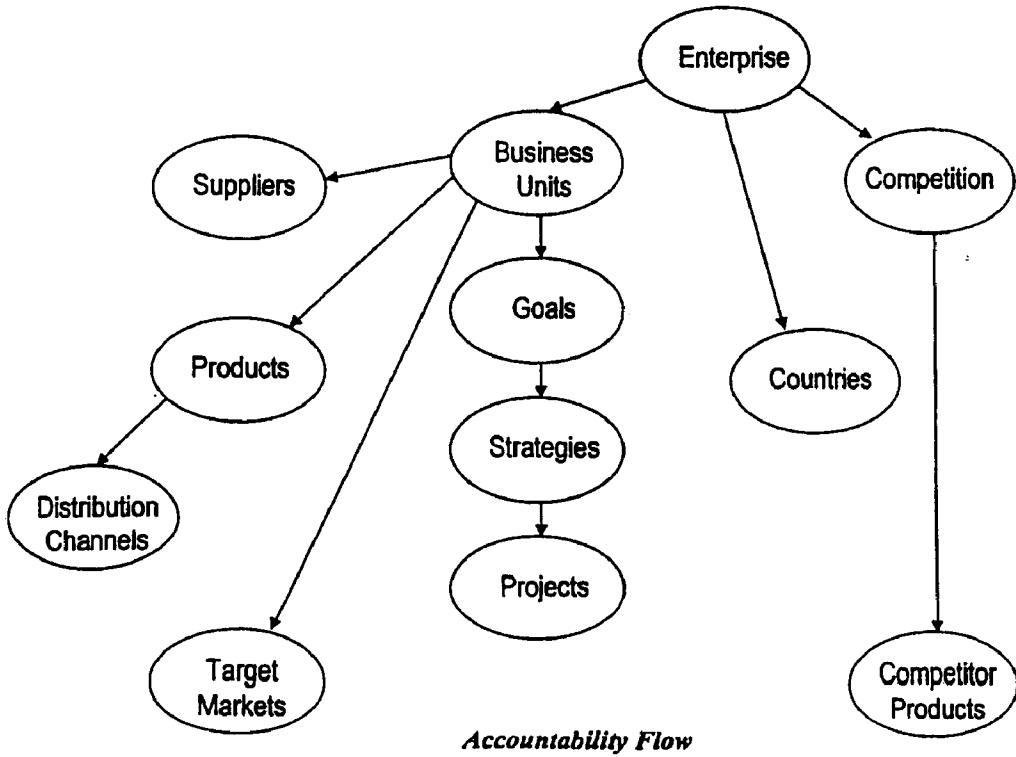 Enterprise
Business
Units
Suppliers
Competition
Goals
Products
Countries
Strategies
Distribution
Channels
Projects
Target
Markets
Competitor
Products
Accountability Flow